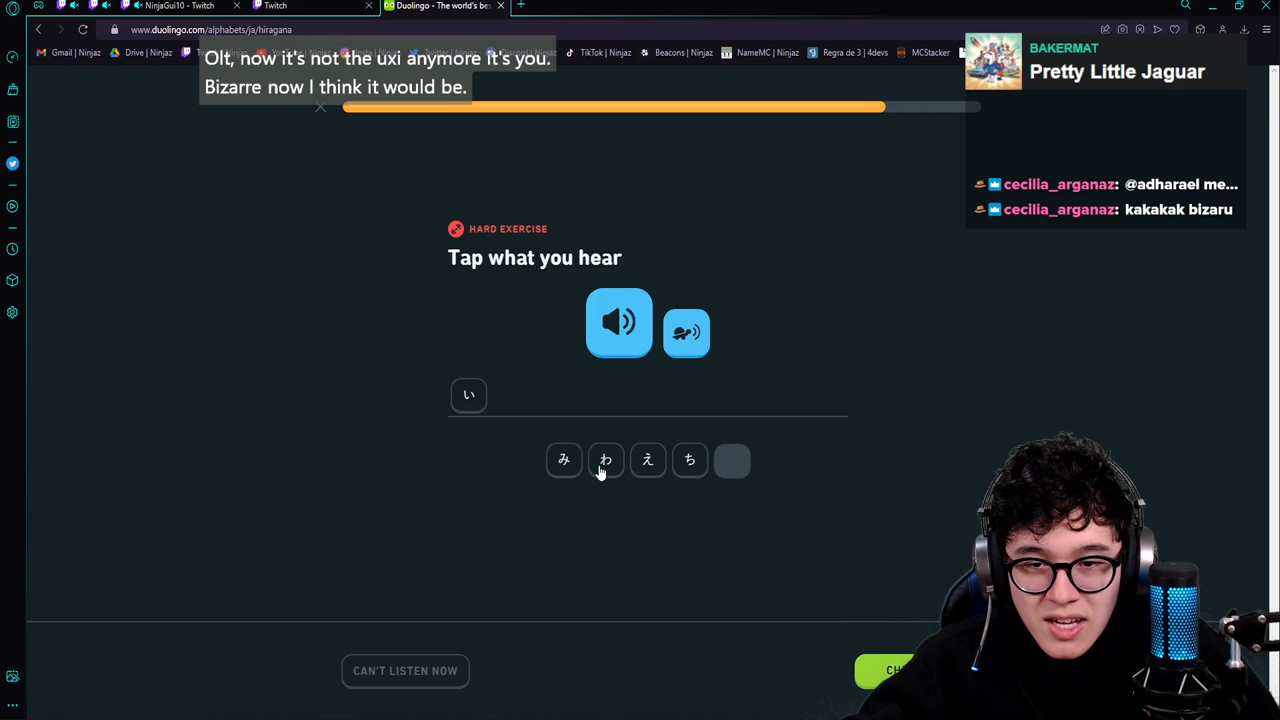 NinjaGui10 - Twitch
Twitch
Duolingo - The world's bes
www.duolingo.com/alphabets/ja/hiragana
Gmail | Ninjaz
Drive | Ninjaz
TikTok | Ninjaz
Beacons | Ninjaz
NameMC | Ninjaz
Regra de 3 | 4devs
MCStacker
Olt, now it's not the uxi anymore it's you.
Bizarre now I think it would be.
BAKERMAT
Pretty Little Jaguar
cecilia_arganaz: @adharael me...
cecilia_arganaz: kakakak bizaru
HARD EXERCISE
Tap what you hear
い
み わ え ち
CAN'T LISTEN NOW